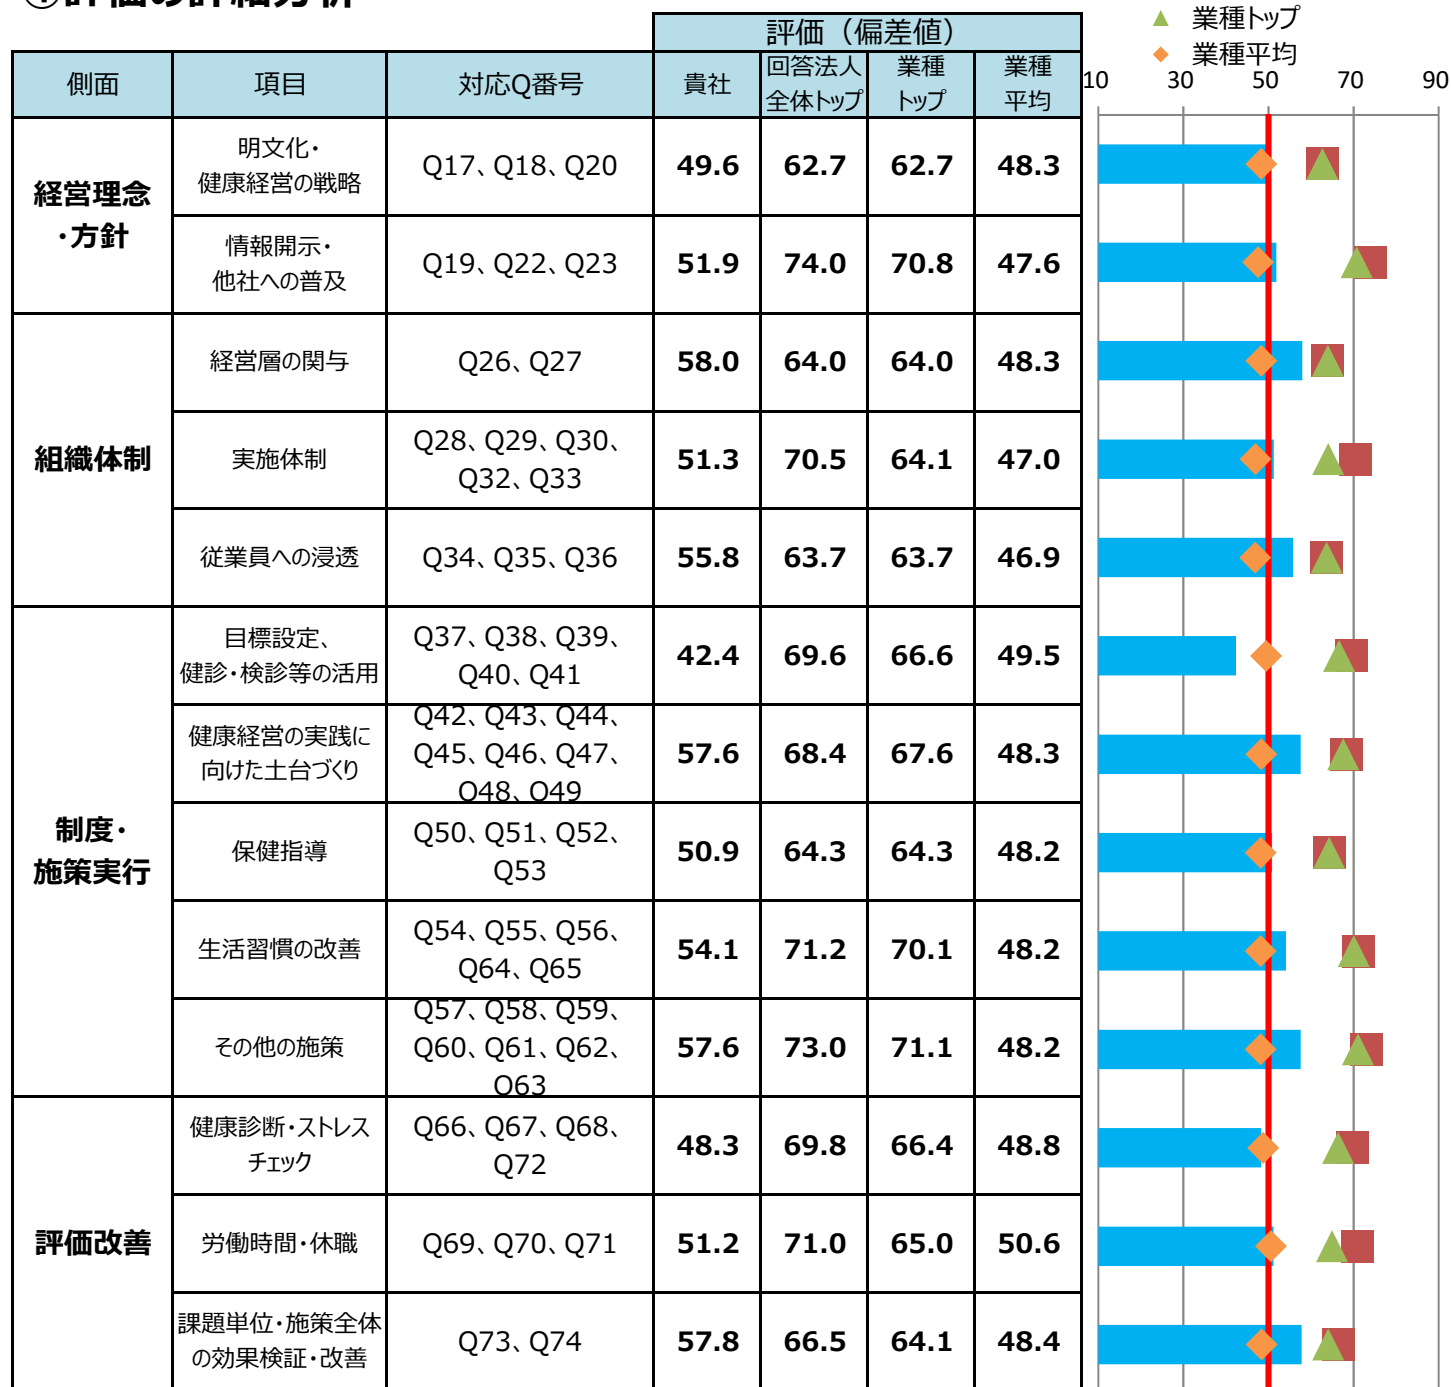 ①評価の詳細分析
業種トップ
業種平均
評価（偏差値）
側面 項目 対応Q番号 貴社 回答法人 業種 業種
全体トップ トップ 平均
10 30 50 70 90
経営理念
・方針
明文化・
健康経営の戦略
Q17、Q18、Q20
49.6 62.7 62.7 48.3
情報開示・
他社への普及
Q19、Q22、Q23
51.9 74.0 70.8 47.6
組織体制
経営層の関与
Q26、Q27
58.0 64.0 64.0 48.3
実施体制
Q28、Q29、Q30、
Q32、Q33
51.3 70.5 64.1 47.0
従業員への浸透
Q34、Q35、Q36
55.8 63.7 63.7 46.9
制度・
施策実行
目標設定、
健診・検診等の活用
Q37、Q38、Q39、
Q40、Q41
42.4 69.6 66.6 49.5
健康経営の実践に
向けた土台づくり
Q42、Q43、Q44、
Q45、Q46、Q47、
Q48、Q49
57.6 68.4 67.6 48.3
保健指導
Q50、Q51、Q52、
Q53
50.9 64.3 64.3 48.2
生活習慣の改善
Q54、Q55、Q56、
Q64、Q65
54.1 71.2 70.1 48.2
その他の施策
Q57、Q58、Q59、
Q60、Q61、Q62、
Q63
57.6 73.0 71.1 48.2
評価改善
健康診断・ストレス
チェック
Q66、Q67、Q68、
Q72
48.3 69.8 66.4 48.8
労働時間・休職
Q69、Q70、Q71
51.2 71.0 65.0 50.6
課題単位・施策全体
の効果検証・改善
Q73、Q74
57.8 66.5 64.1 48.4